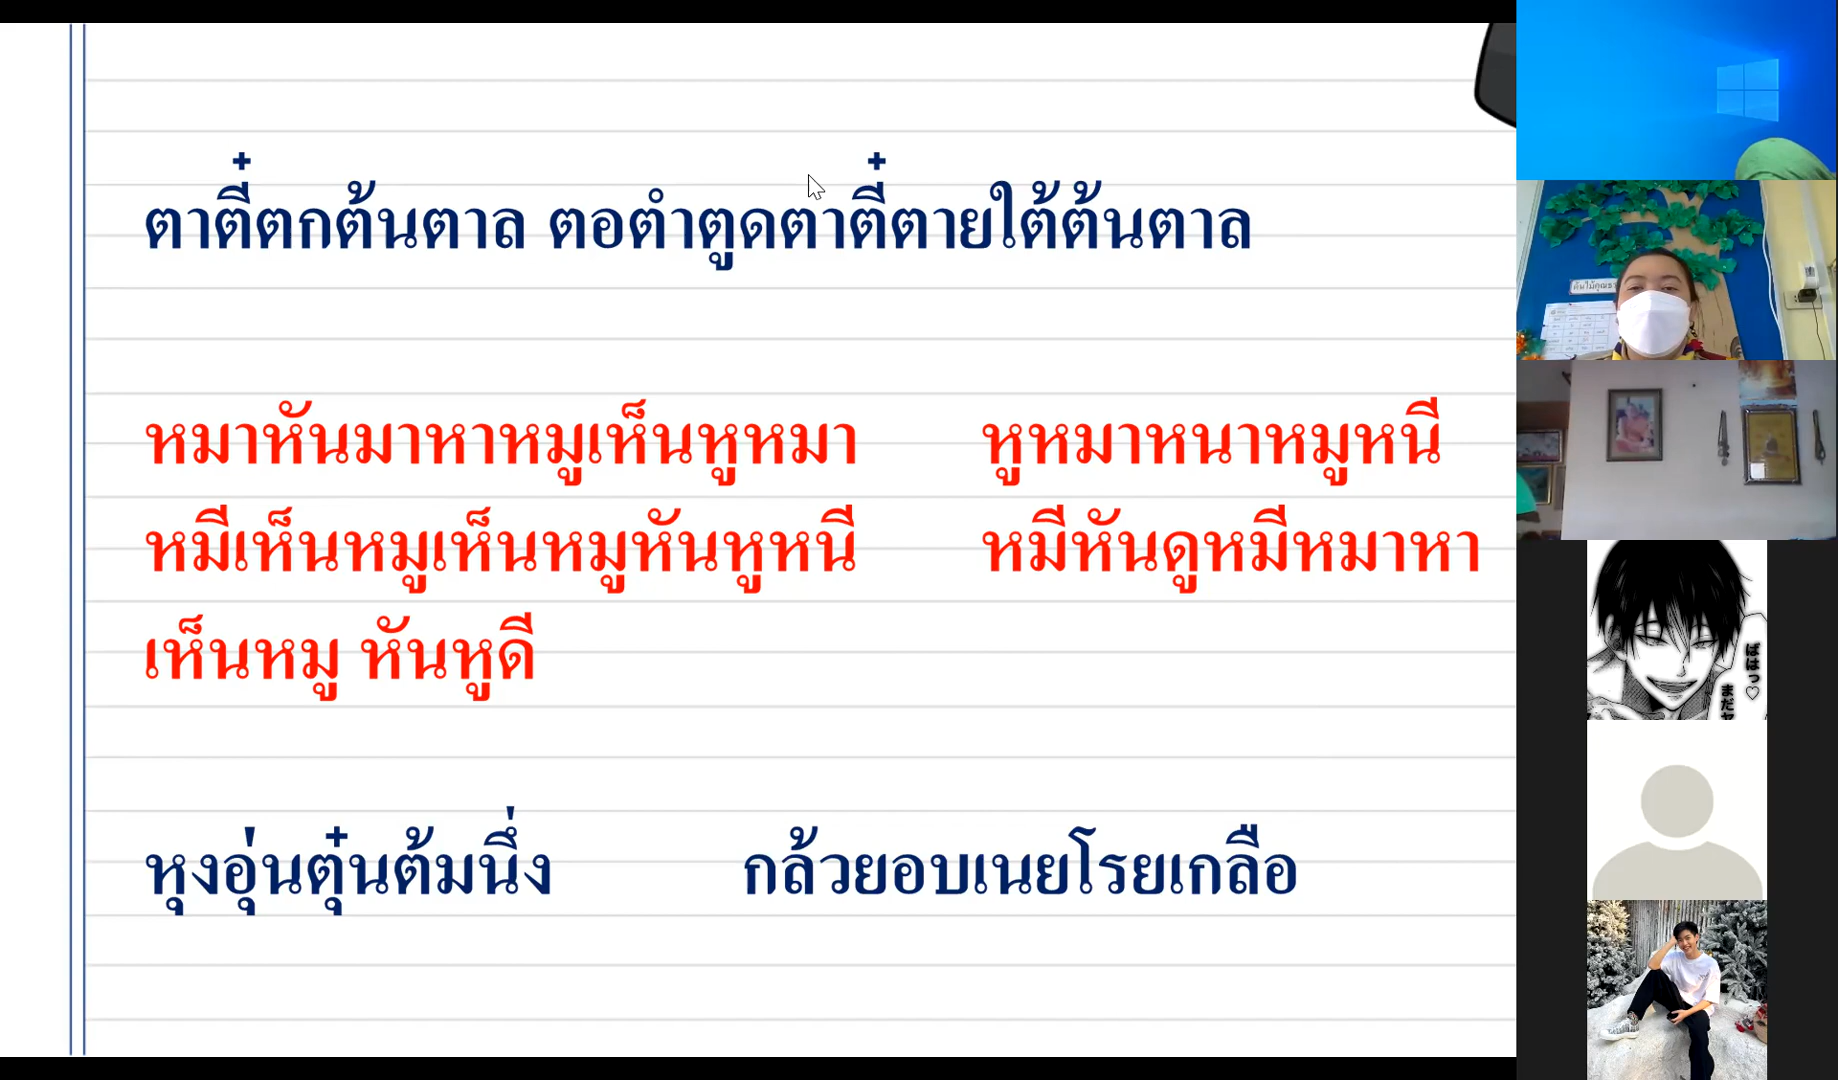 ตาตี๋ตกต้นตาล ตอตำตูดตาตี๋ตายใต้ต้นตาล
หมาหันมาหาหมูเห็นหูหมา หูหมาหนาหมูหนี
หมีเห็นหมูเห็นหมูหันหูหนี หมีหันดูหมีหมาหา
เห็นหมู หันหูดี
หุงอุ่นตุ๋นต้มนึ่ง กล้วยอบเนยโรยเกลือ
ばはっ♡